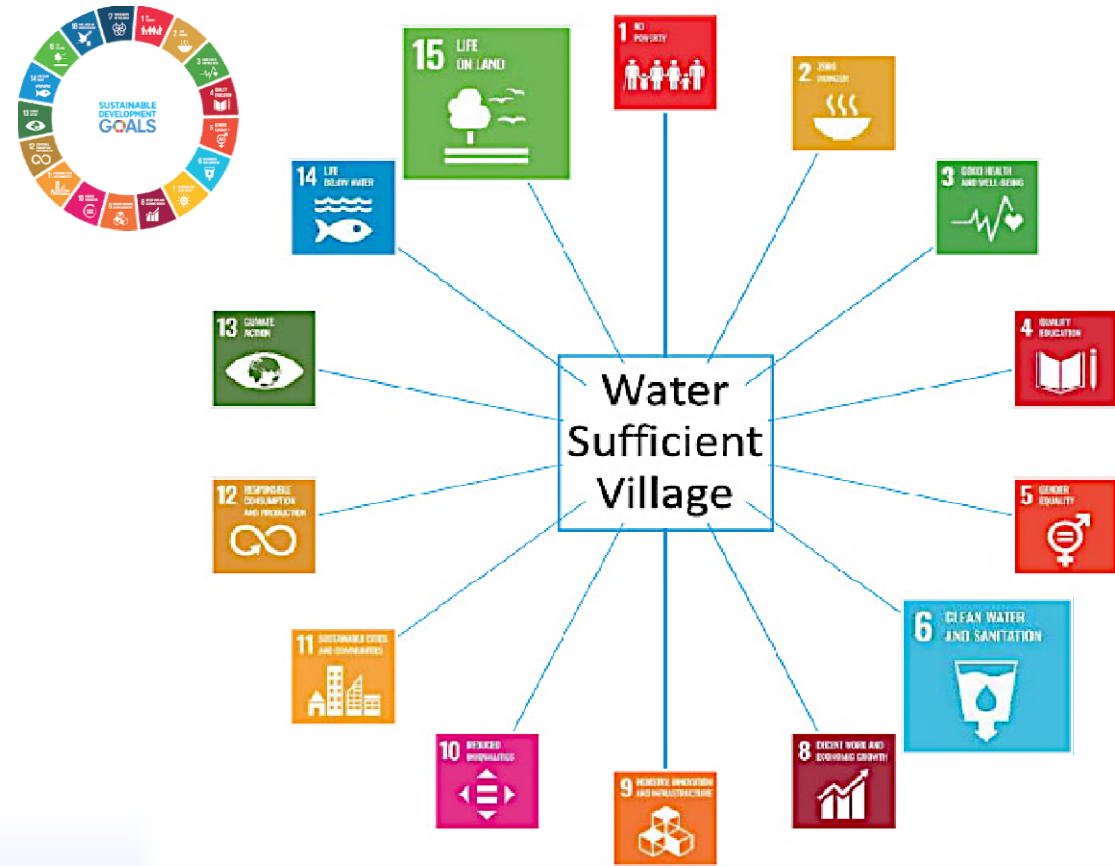 SUSTAINABLE
DEVELOPMENT
GOALS
15 LIFE
ON LAND
1 NO
POVERTY
2 ZERO
HUNGER
14 LIFE
BELOW WATER
3 GOOD HEALTH
AND WELL-BEING
13 CLIMATE
ACTION
4 QUALITY
EDUCATION
Water
Sufficient
Village
12 RESPONSIBLE
CONSUMPTION
AND PRODUCTION
5 GENDER
EQUALITY
11 SUSTAINABLE CITIES
AND COMMUNITIES
6 CLEAN WATER
AND SANITATION
10 REDUCED
INEQUALITIES
8 DECENT WORK AND
ECONOMIC GROWTH
9 INDUSTRY, INNOVATION
AND INFRASTRUCTURE